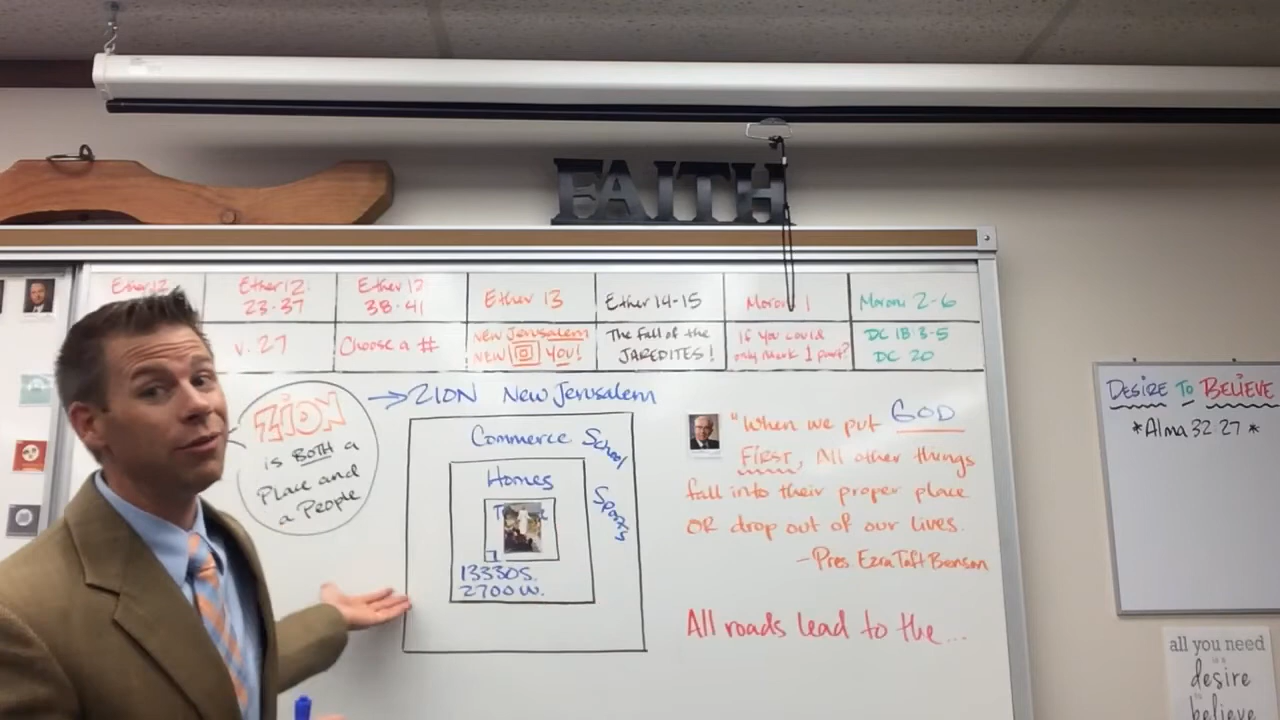 FAITH
Ether 12
Ether 12:
23-37
Ether 12
38-41
Ether 13
Ether 14-15
Moroni 1
Moroni 2-6
v. 27
Choose a #
New Jerusalem
NEW YOU!
The fall of the
JAREDITES!
If you could
only mark 1 part?
DC 18:3-5
DC 20
ZION
is BOTH a
Place and
a People
→ZION New Jerusalem
Commerce School
Homes
Sports
T
1
1333OS.
2700 W.
"When we put GOD
First, All other things
fall into their proper place
OR drop out of our lives.
-Pres. Ezra Taft Benson
All roads lead to the...
DESIRE TO BELIEVE
*Alma 32 27*
all you need
is a
desire
to
believe